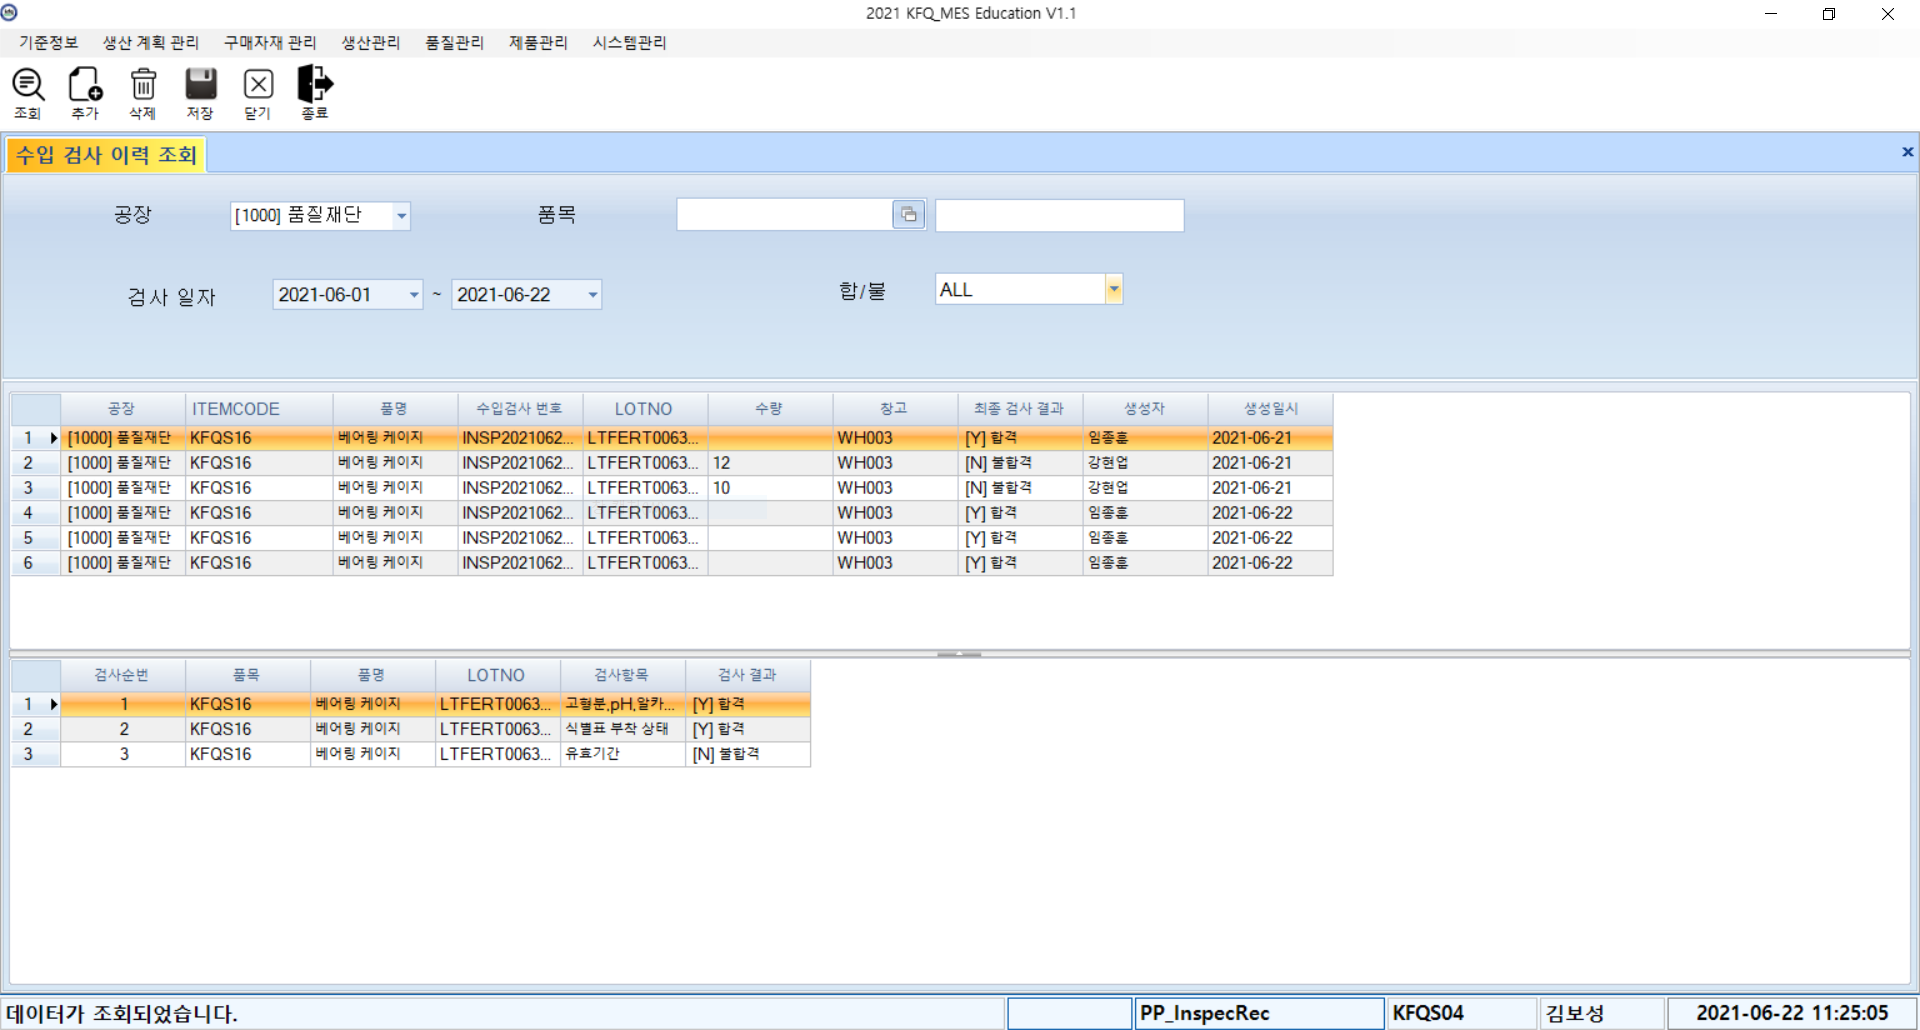 2021 KFQ_MES Education V1.1
기준정보 생산 계획 관리 구매자재 관리 생산관리 품질관리 제품관리 시스템관리
조회 추가 삭제 저장 닫기 종료
수입 검사 이력 조회
공장 [1000] 품질재단 품목
검사 일자 2021-06-01 ~ 2021-06-22 합/불 ALL
공장 ITEMCODE 품명 수입검사 번호 LOTNO 수량 창고 최종 검사 결과 생성자 생성일시
1 [1000] 품질재단 KFQS16 베어링 케이지 INSP2021062... LTFERT0063... WH003 [Y] 합격 임종훈 2021-06-21
2 [1000] 품질재단 KFQS16 베어링 케이지 INSP2021062... LTFERT0063... 12 WH003 [N] 불합격 강현업 2021-06-21
3 [1000] 품질재단 KFQS16 베어링 케이지 INSP2021062... LTFERT0063... 10 WH003 [N] 불합격 강현업 2021-06-21
4 [1000] 품질재단 KFQS16 베어링 케이지 INSP2021062... LTFERT0063... WH003 [Y] 합격 임종훈 2021-06-22
5 [1000] 품질재단 KFQS16 베어링 케이지 INSP2021062... LTFERT0063... WH003 [Y] 합격 임종훈 2021-06-22
6 [1000] 품질재단 KFQS16 베어링 케이지 INSP2021062... LTFERT0063... WH003 [Y] 합격 임종훈 2021-06-22
검사순번 품목 품명 LOTNO 검사항목 검사 결과
1 1 KFQS16 베어링 케이지 LTFERT0063... 고형분,pH,알카... [Y] 합격
2 2 KFQS16 베어링 케이지 LTFERT0063... 식별표 부착 상태 [Y] 합격
3 3 KFQS16 베어링 케이지 LTFERT0063... 유효기간 [N] 불합격
데이터가 조회되었습니다. PP_InspecRec KFQS04 김보성 2021-06-22 11:25:05